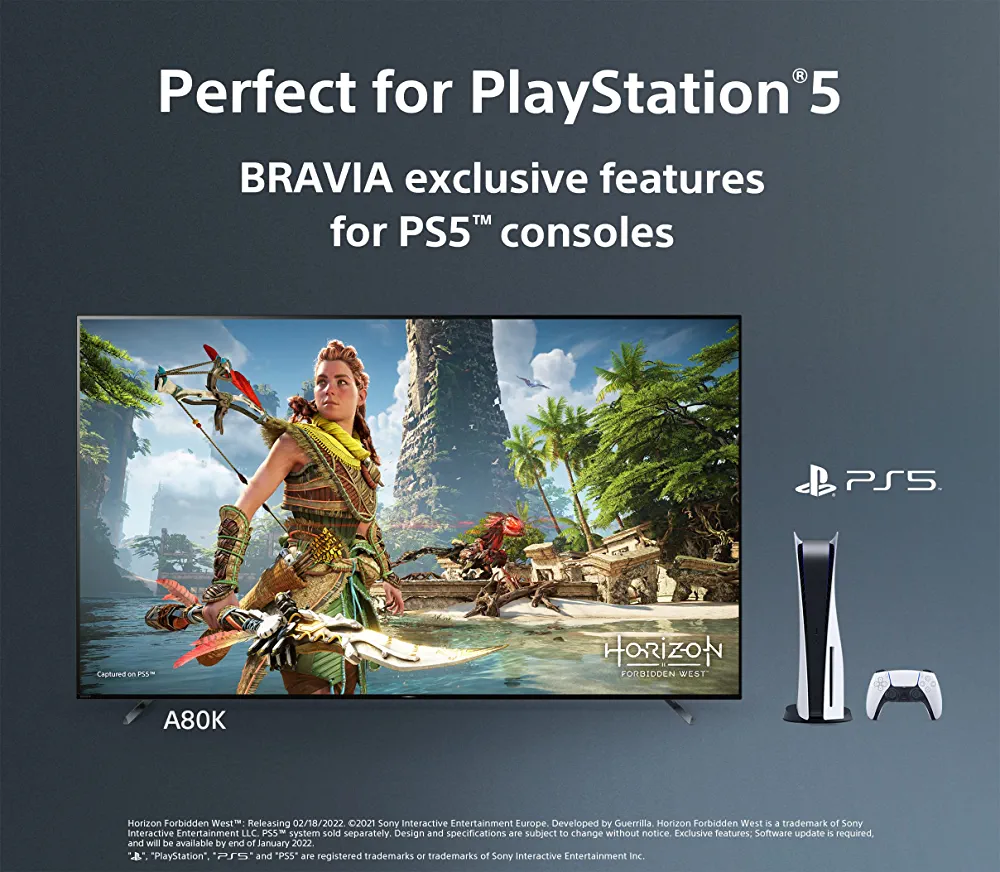 Perfect for PlayStation®5
BRAVIA exclusive features
for PS5™ consoles
PS5™
HORIZON
II
FORBIDDEN WEST™
Captured on PS5™
A80K
Horizon Forbidden West™: Releasing 02/18/2022. ©2021 Sony Interactive Entertainment Europe. Developed by Guerrilla. Horizon Forbidden West is a trademark of Sony
Interactive Entertainment LLC. PS5™ system sold separately. Design and specifications are subject to change without notice. Exclusive features; Software update is required,
and will be available by end of January 2022.
"PS", "PlayStation", "PS5" and "PS5" are registered trademarks or trademarks of Sony Interactive Entertainment Inc.